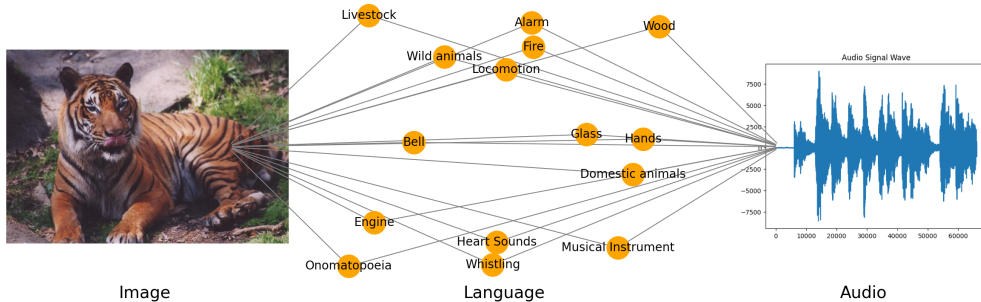 Livestock
Alarm
Wood
Fire
Wild animals
Locomotion
Bell
Glass
Hands
Domestic animals
Engine
Heart Sounds
Musical Instrument
Onomatopoeia
Whistling
Audio Signal Wave
7500
5000
2500
0
−2500
−5000
−7500
0 10000 20000 30000 40000 50000 60000
Image Language Audio